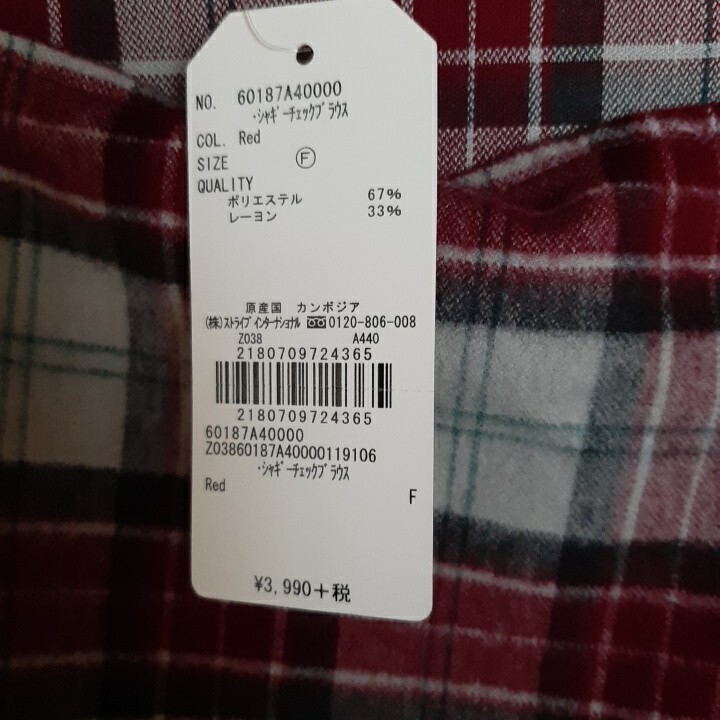 NO. 60187A40000
・シャギーチェックブラウス
COL. Red
SIZE Ⓕ
QUALITY
ポリエステル 67%
レーヨン 33%
原産国 カンボジア
(株)ストライプインターナショナル 0120-806-008
Z038 A440
2180709724365
2180709724365
60187A40000
Z03860187A40000119106
・シャギーチェックブラウス
Red F
¥3,990+税